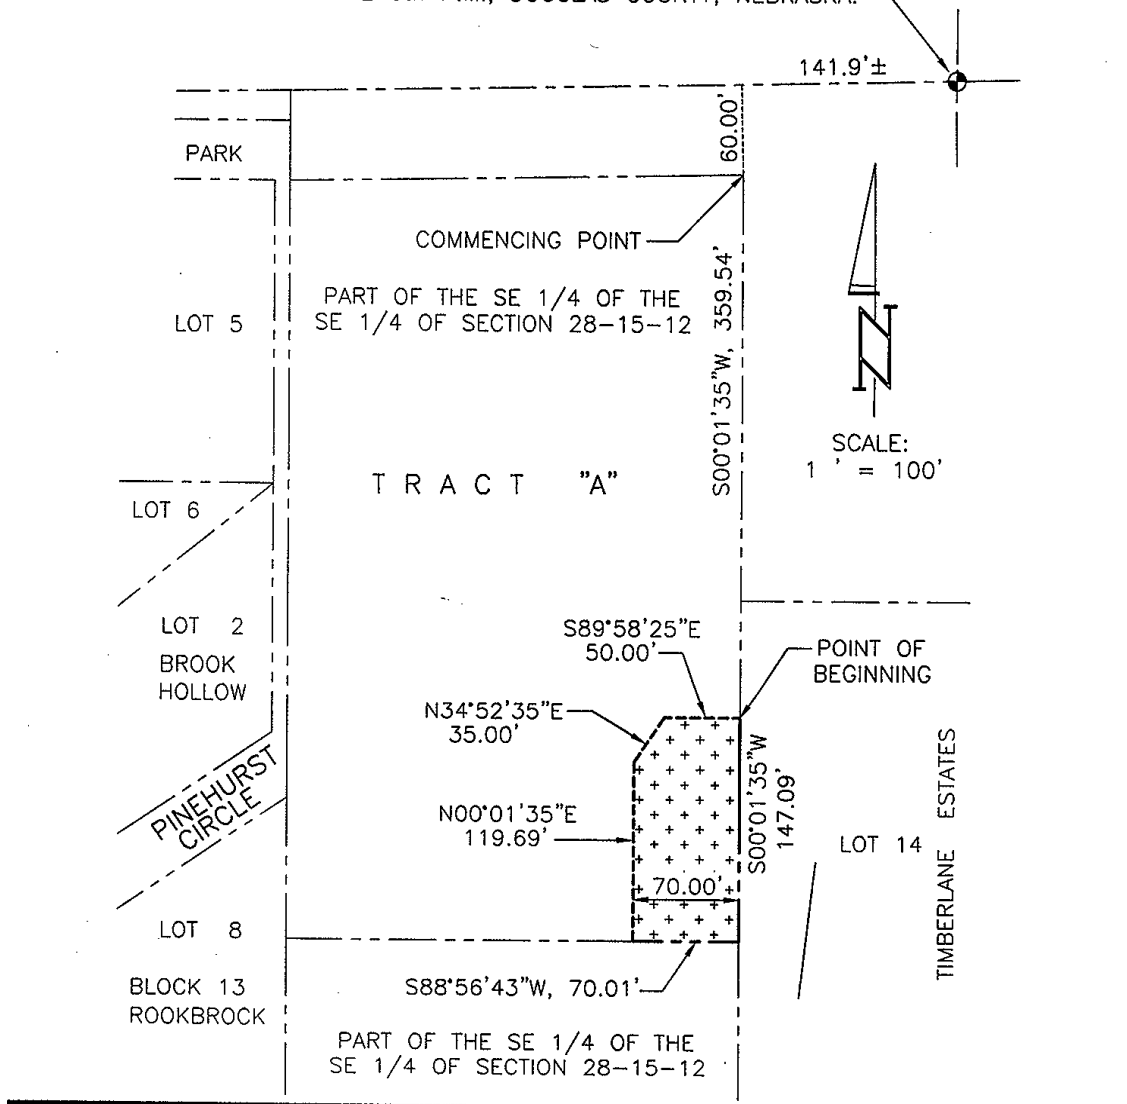 DOUGLAS COUNTY, NEBRASKA.
141.9'±
60.00'
PARK
COMMENCING POINT
PART OF THE SE 1/4 OF THE
SE 1/4 OF SECTION 28-15-12
LOT 5
S00°01'35"W, 359.54'
SCALE:
1 ' = 100'
TRACT "A"
LOT 6
LOT 2
BROOK
HOLLOW
S89°58'25"E
50.00'
POINT OF
BEGINNING
N34°52'35"E
35.00'
PINEHURST
CIRCLE
N00°01'35"E
119.69'
S00°01'35"W
147.09'
LOT 14
TIMBERLANE ESTATES
70.00'
LOT 8
S88°56'43"W, 70.01'
BLOCK 13
ROOKBROCK
PART OF THE SE 1/4 OF THE
SE 1/4 OF SECTION 28-15-12